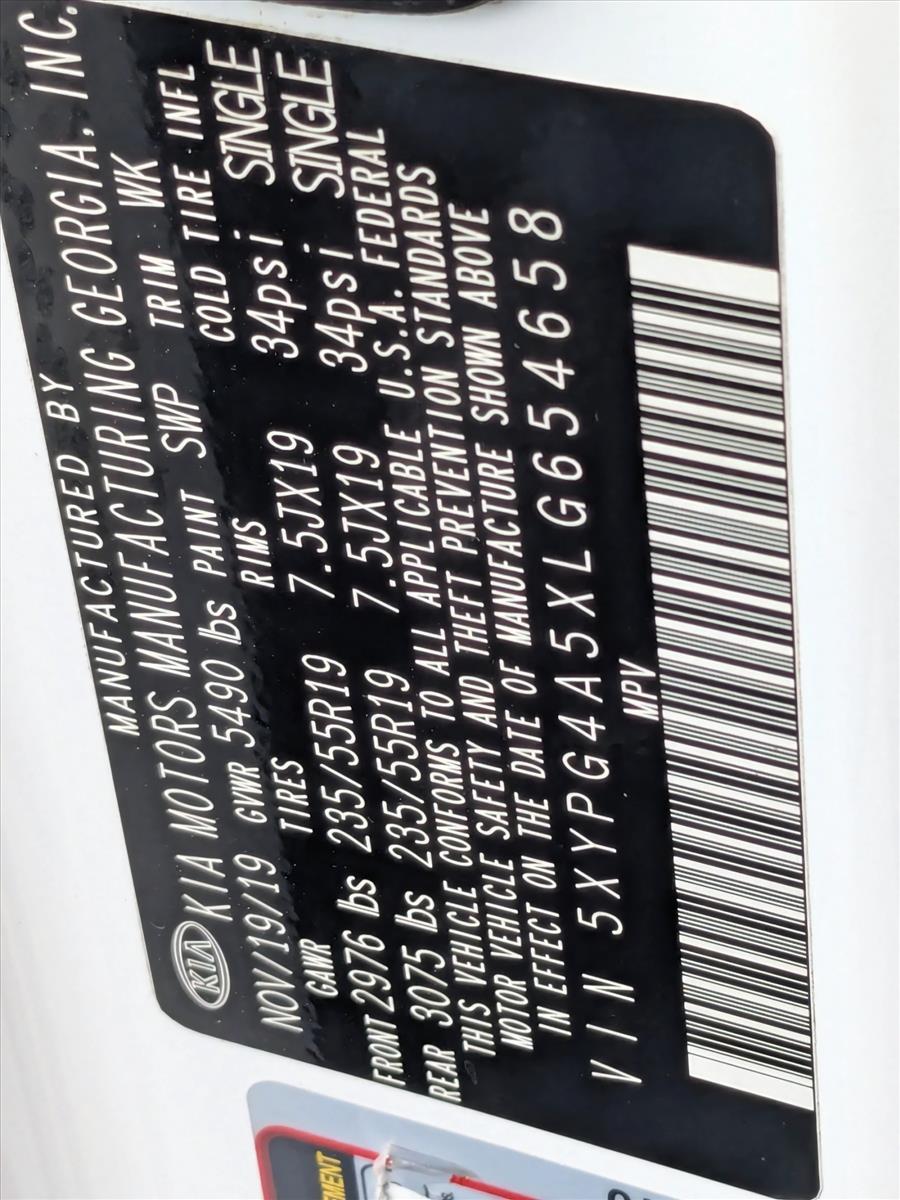 MANUFACTURED BY
KIA KIA MOTORS MANUFACTURING GEORGIA, INC.
NOV/19/19 GVWR 5490 lbs PAINT SWP TRIM WK
GAWR TIRES RIMS COLD TIRE INFL
FRONT 2976 lbs 235/55R19 7.5JX19 34psi SINGLE
REAR 3075 lbs 235/55R19 7.5JX19 34psi SINGLE
THIS VEHICLE CONFORMS TO ALL APPLICABLE U.S.A. FEDERAL
MOTOR VEHICLE SAFETY AND THEFT PREVENTION STANDARDS
IN EFFECT ON THE DATE OF MANUFACTURE SHOWN ABOVE
VIN 5XYPG4A5XLG654658
MPV